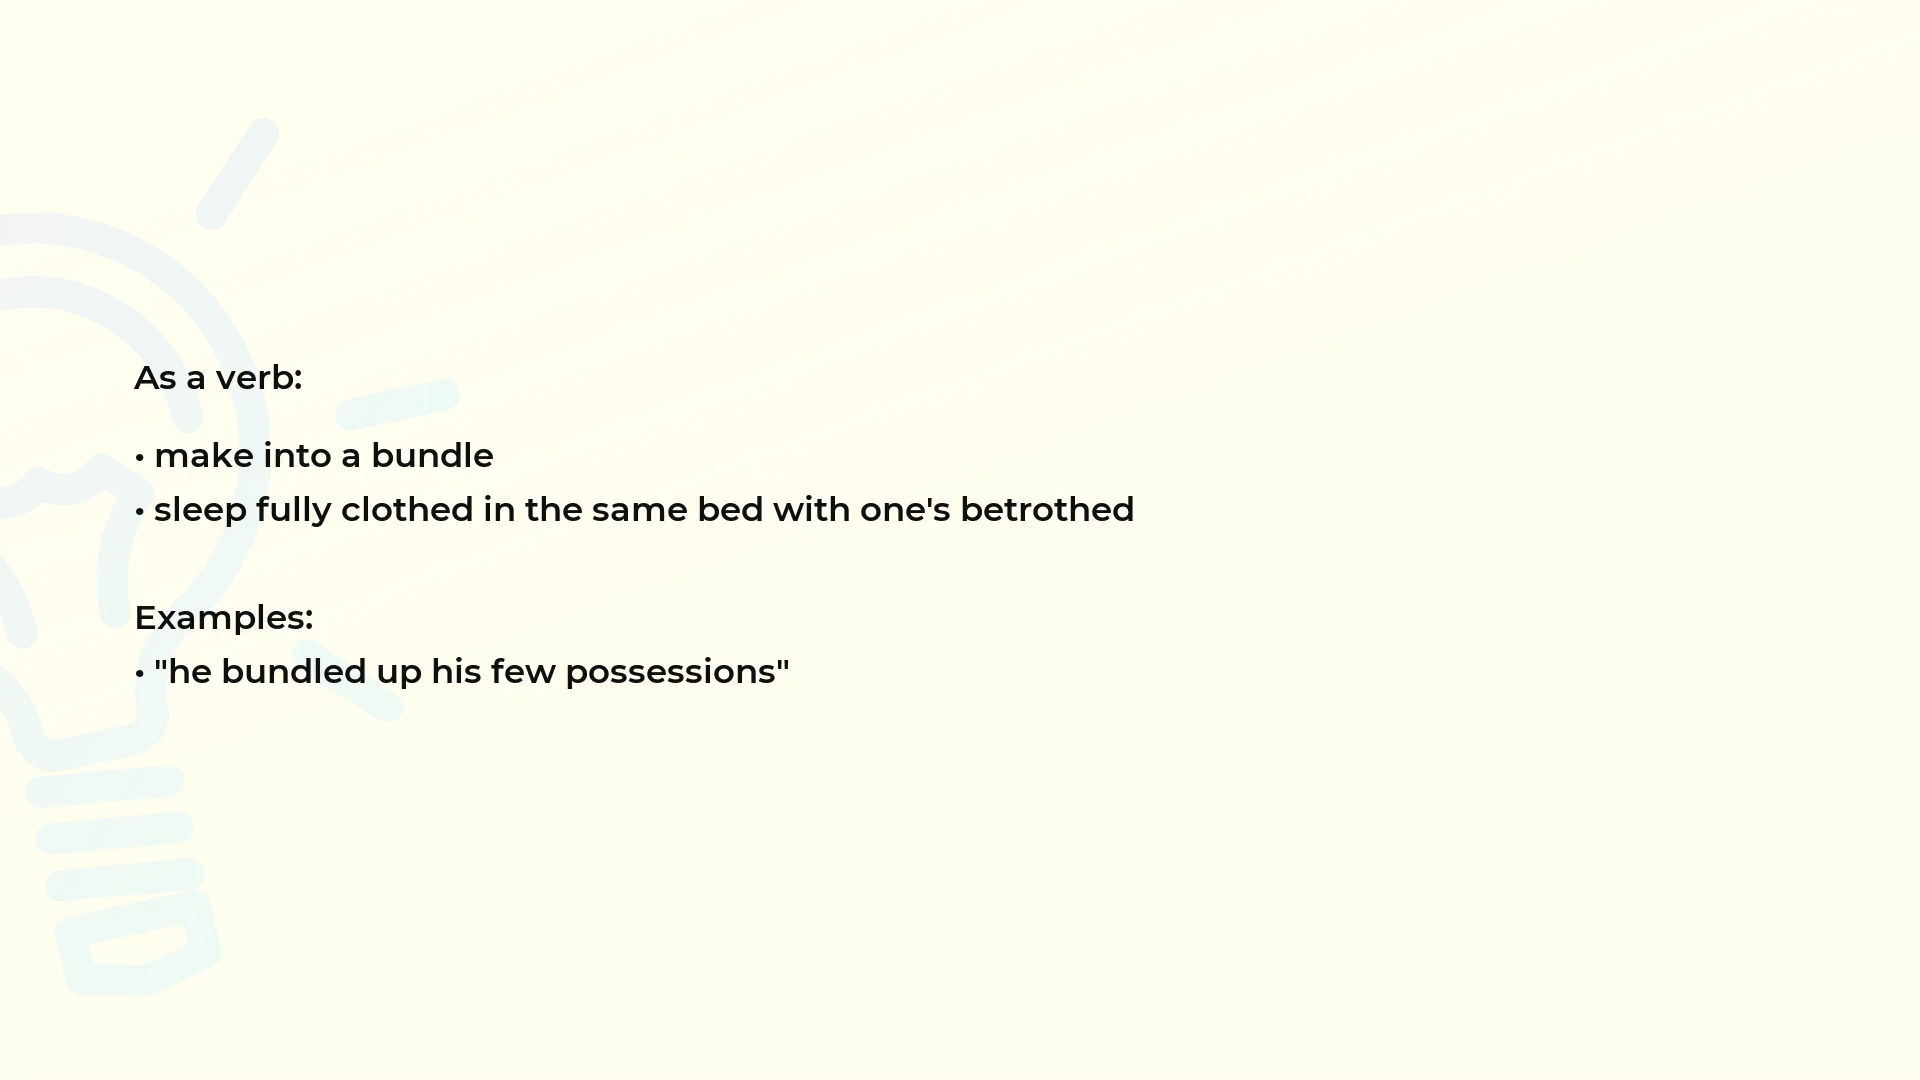 As a verb:
• make into a bundle
• sleep fully clothed in the same bed with one's betrothed
Examples:
• "he bundled up his few possessions"